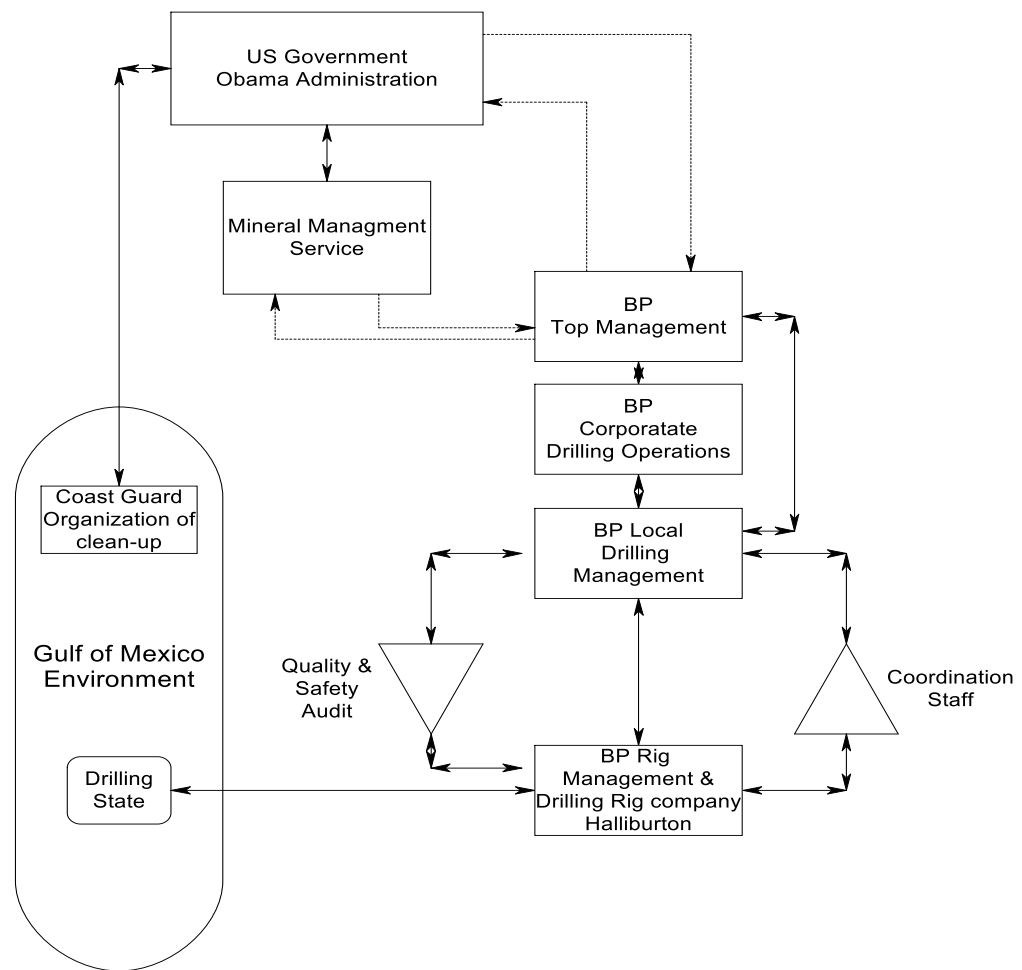 US Government
Obama Administration
Mineral Managment
Service
BP
Top Management
BP
Corporatate
Drilling Operations
Coast Guard
Organization of
clean-up
BP Local
Drilling
Management
Gulf of Mexico
Environment
Quality &
Safety
Audit
Coordination
Staff
Drilling
State
BP Rig
Management &
Drilling Rig company
Halliburton